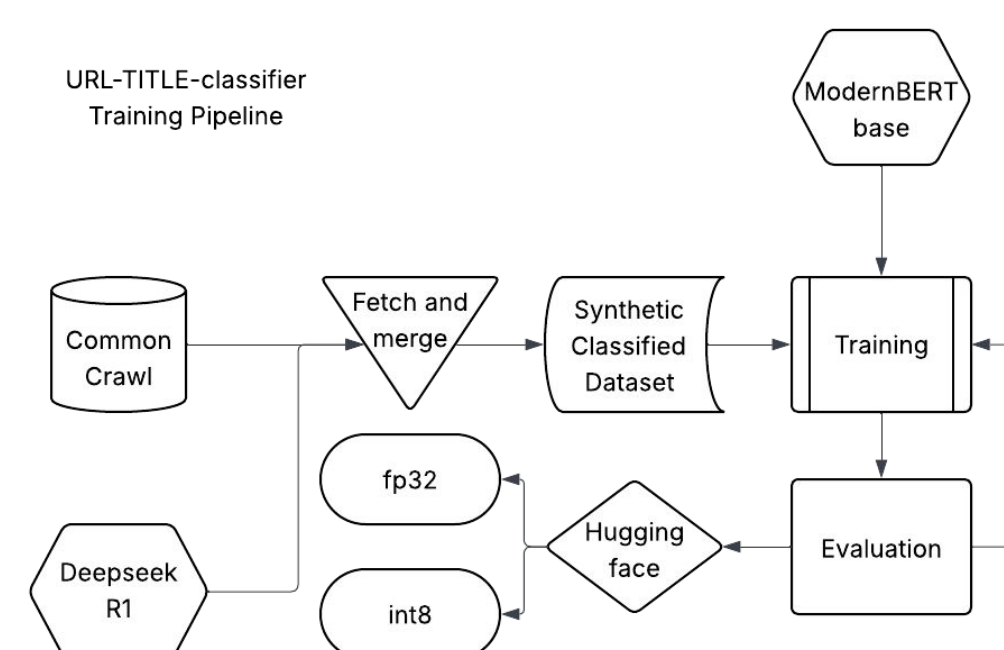 URL-TITLE-classifier
Training Pipeline
ModernBERT
base
Common
Crawl
Fetch and
merge
Synthetic
Classified
Dataset
Training
fp32
Hugging
face
Evaluation
Deepseek
R1
int8